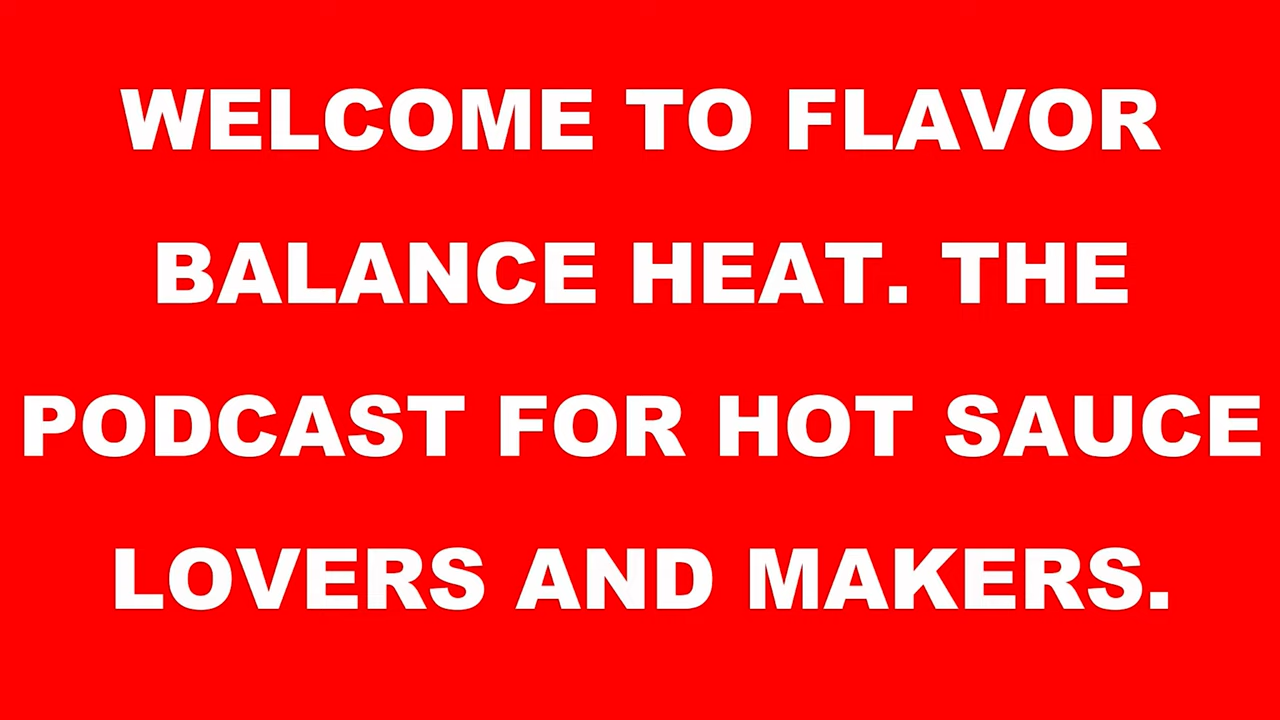 WELCOME TO FLAVOR
BALANCE HEAT. THE
PODCAST FOR HOT SAUCE
LOVERS AND MAKERS.